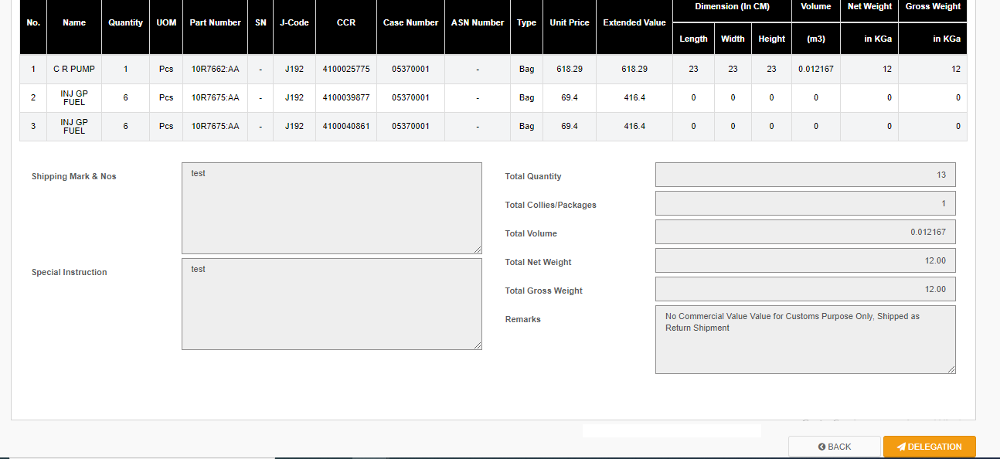 No. Name Quantity UOM Part Number SN J-Code CCR Case Number ASN Number Type Unit Price Extended Value Dimension (In CM) Volume Net Weight Gross Weight
Length Width Height (m3) in KGa in KGa
1 C R PUMP 1 Pcs 10R7662:AA - J192 4100025775 05370001 - Bag 618.29 618.29 23 23 23 0.012167 12 12
2 INJ GP FUEL 6 Pcs 10R7675:AA - J192 4100039877 05370001 - Bag 69.4 416.4 0 0 0 0 0 0
3 INJ GP FUEL 6 Pcs 10R7675:AA - J192 4100040861 05370001 - Bag 69.4 416.4 0 0 0 0 0 0
Shipping Mark & Nos test
Special Instruction test
Total Quantity 13
Total Collies/Packages 1
Total Volume 0.012167
Total Net Weight 12.00
Total Gross Weight 12.00
Remarks No Commercial Value Value for Customs Purpose Only, Shipped as
Return Shipment
BACK DELEGATION